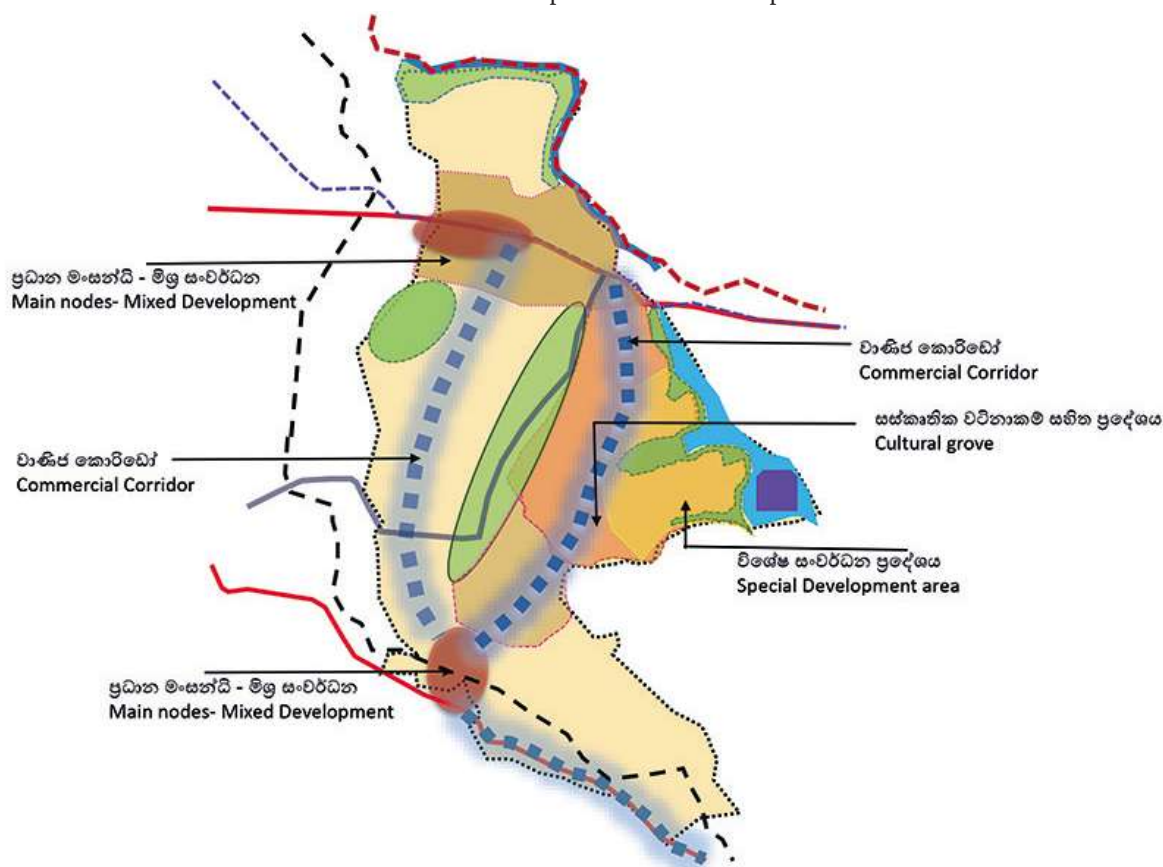 ප්‍රධාන මංසන්ධි - මිශ්‍ර සංවර්ධන
Main nodes- Mixed Development
වාණිජ කොරිඩෝ
Commercial Corridor
සස්කෘතික වටිනාකම් සහිත ප්‍රදේශය
Cultural grove
වාණිජ කොරිඩෝ
Commercial Corridor
විශේෂ සංවර්ධන ප්‍රදේශය
Special Development area
ප්‍රධාන මංසන්ධි - මිශ්‍ර සංවර්ධන
Main nodes- Mixed Development